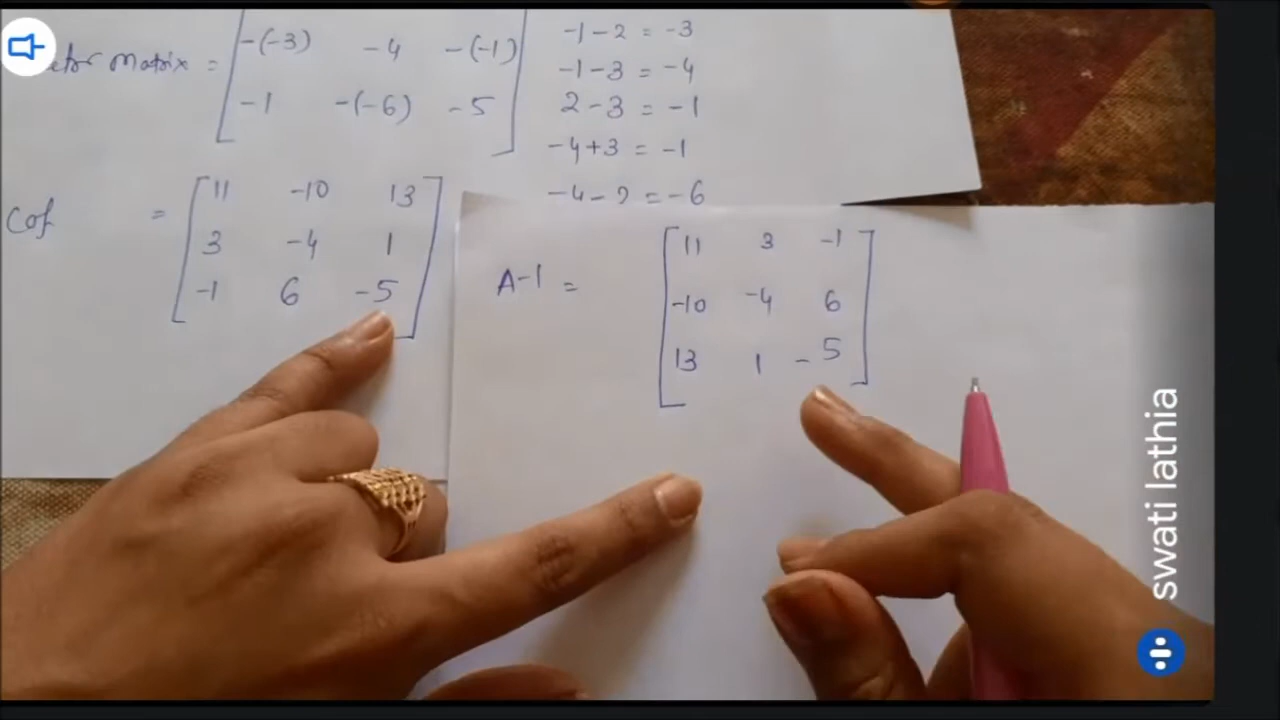 -(-3) -4 -(-1)
Matrix =
-1 -(-6) -5
-1-2 = -3
-1-3 = -4
2-3 = -1
-4+3 = -1
-4-2 = -6
Cof =
11 -10 13
3 -4 1
-1 6 -5
A-1 =
11 3 -1
-10 -4 6
13 1 -5
swati lathia